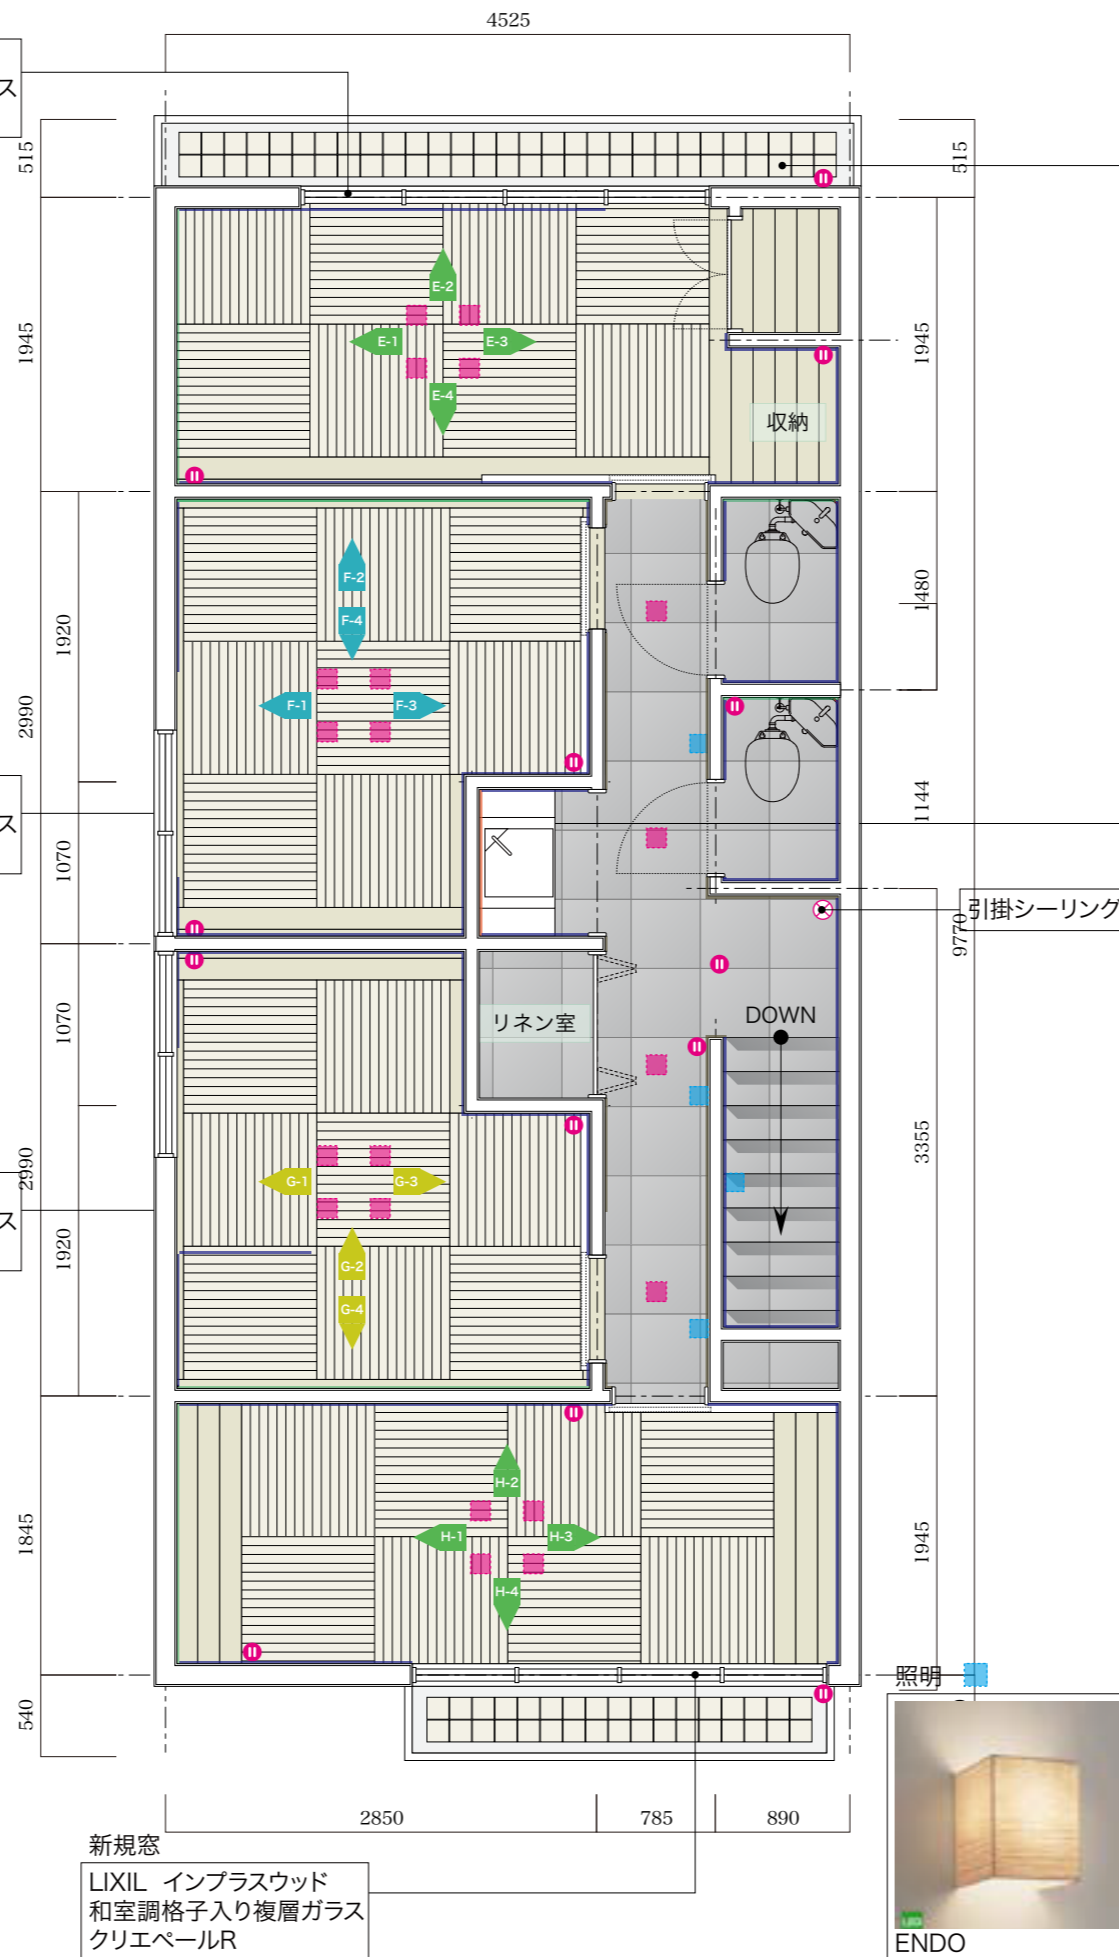 4525
ス
515
515
E-2
E-1
E-3
E-4
1945
1945
収納
F-2
F-4
F-1
F-3
1920
2990
1480
ス
1070
1144
引掛シーリング
9770
1070
リネン室
DOWN
G-1
G-3
G-2
G-4
2990
ス
1920
3355
H-2
H-1
H-3
H-4
1845
1945
照明
540
2850
785
890
新規窓
LIXIL インプラスウッド
和室調格子入り複層ガラス
クリエペールR
LED
ENDO